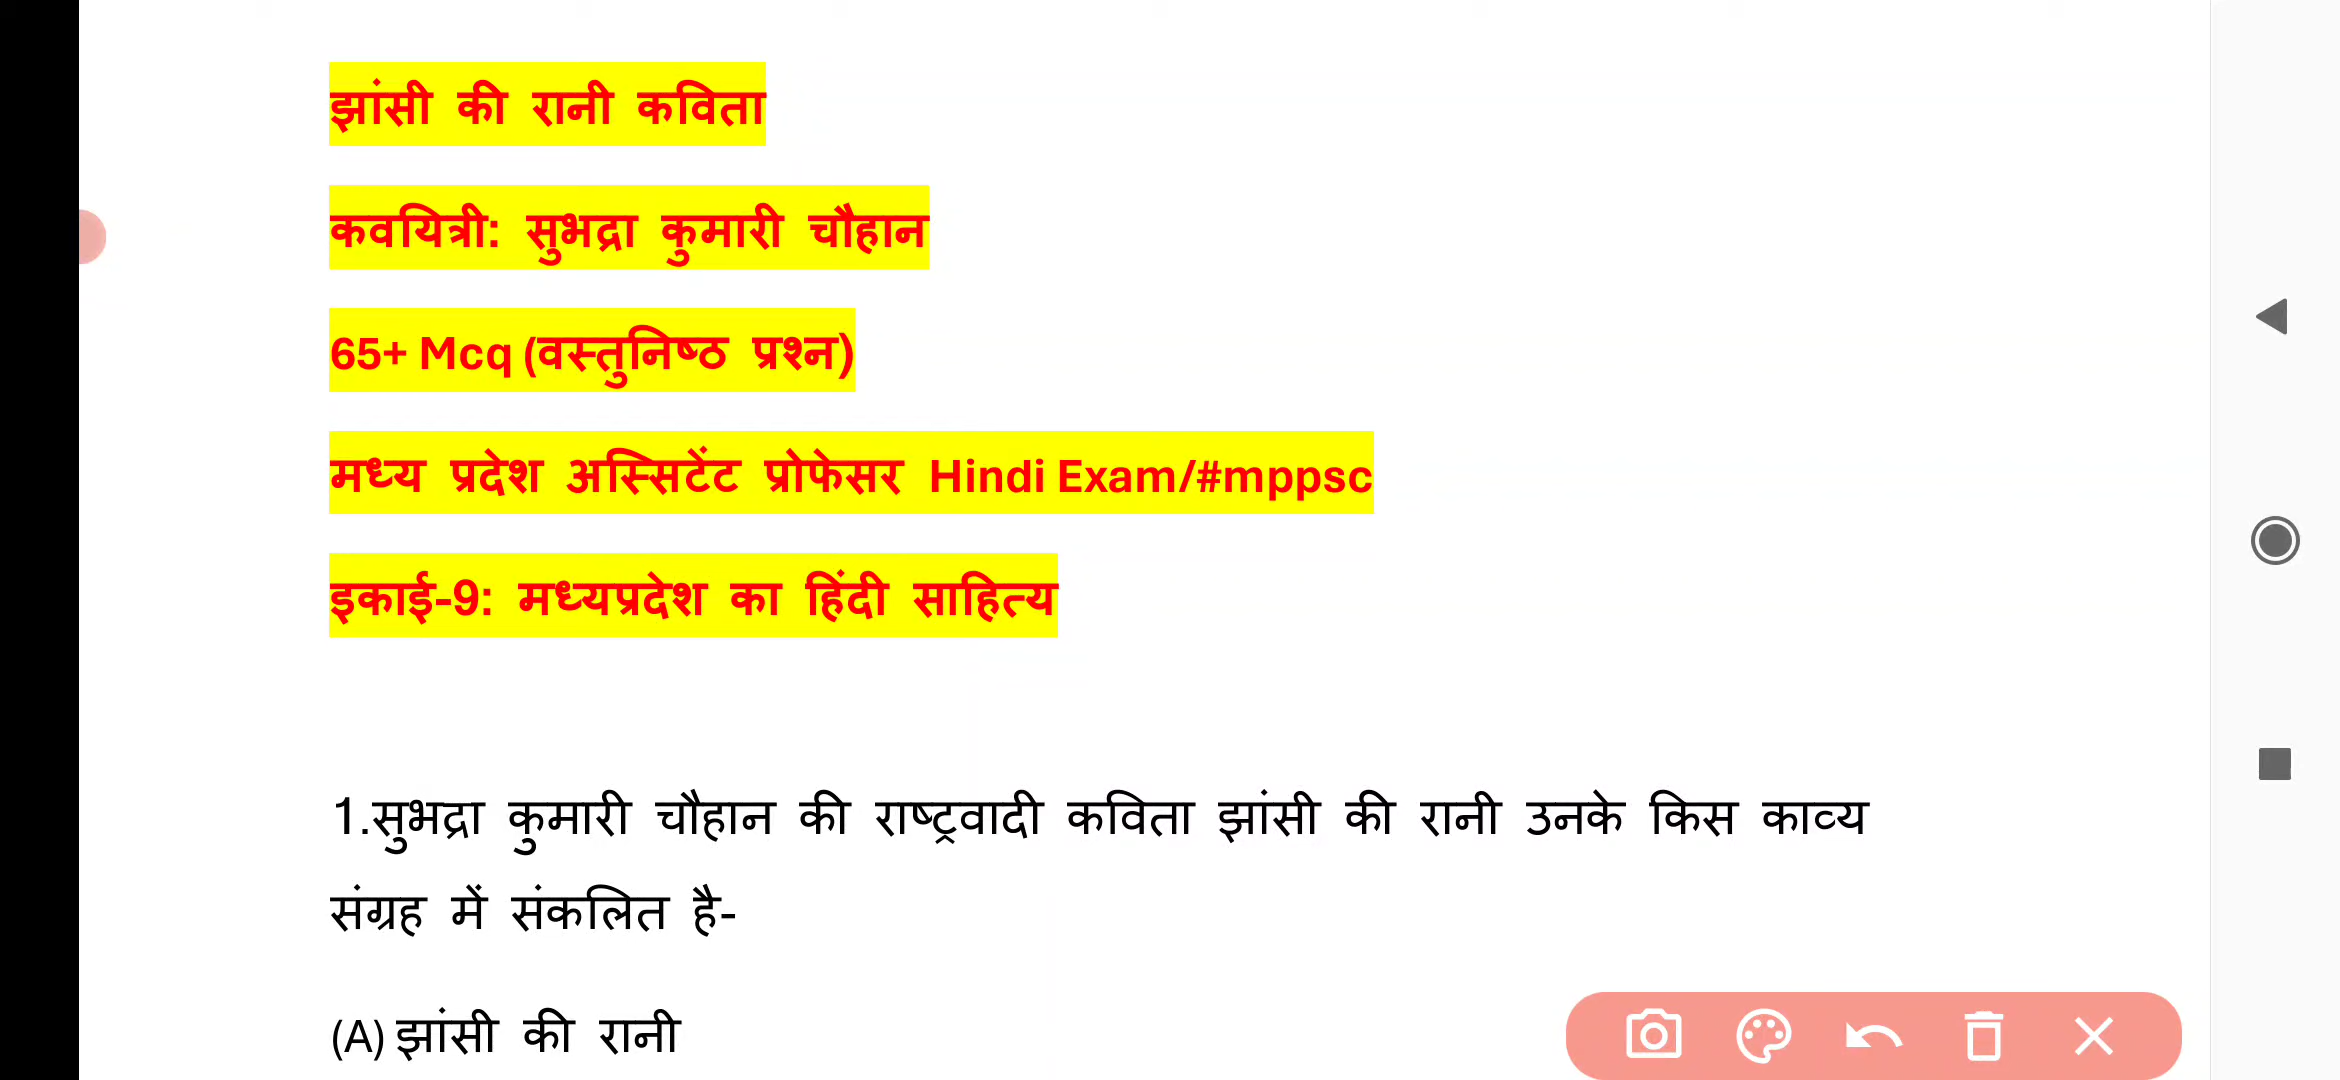 झांसी की रानी कविता
कवयित्री: सुभद्रा कुमारी चौहान
65+ Mcq (वस्तुनिष्ठ प्रश्न)
मध्य प्रदेश अस्सिटेंट प्रोफेसर Hindi Exam/#mppsc
इकाई-9: मध्यप्रदेश का हिंदी साहित्य
1.सुभद्रा कुमारी चौहान की राष्ट्रवादी कविता झांसी की रानी उनके किस काव्य
संग्रह में संकलित है-
(A) झांसी की रानी